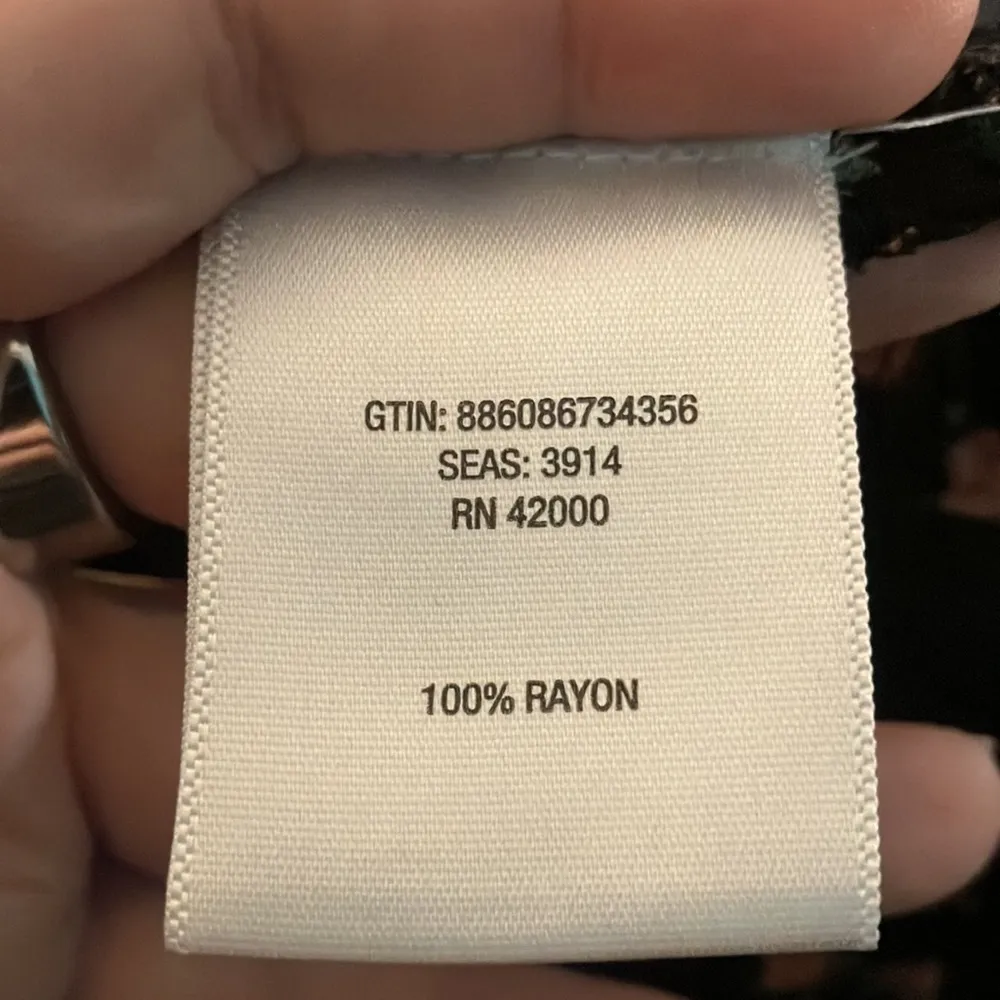 GTIN: 886086734356
SEAS: 3914
RN 42000
100% RAYON